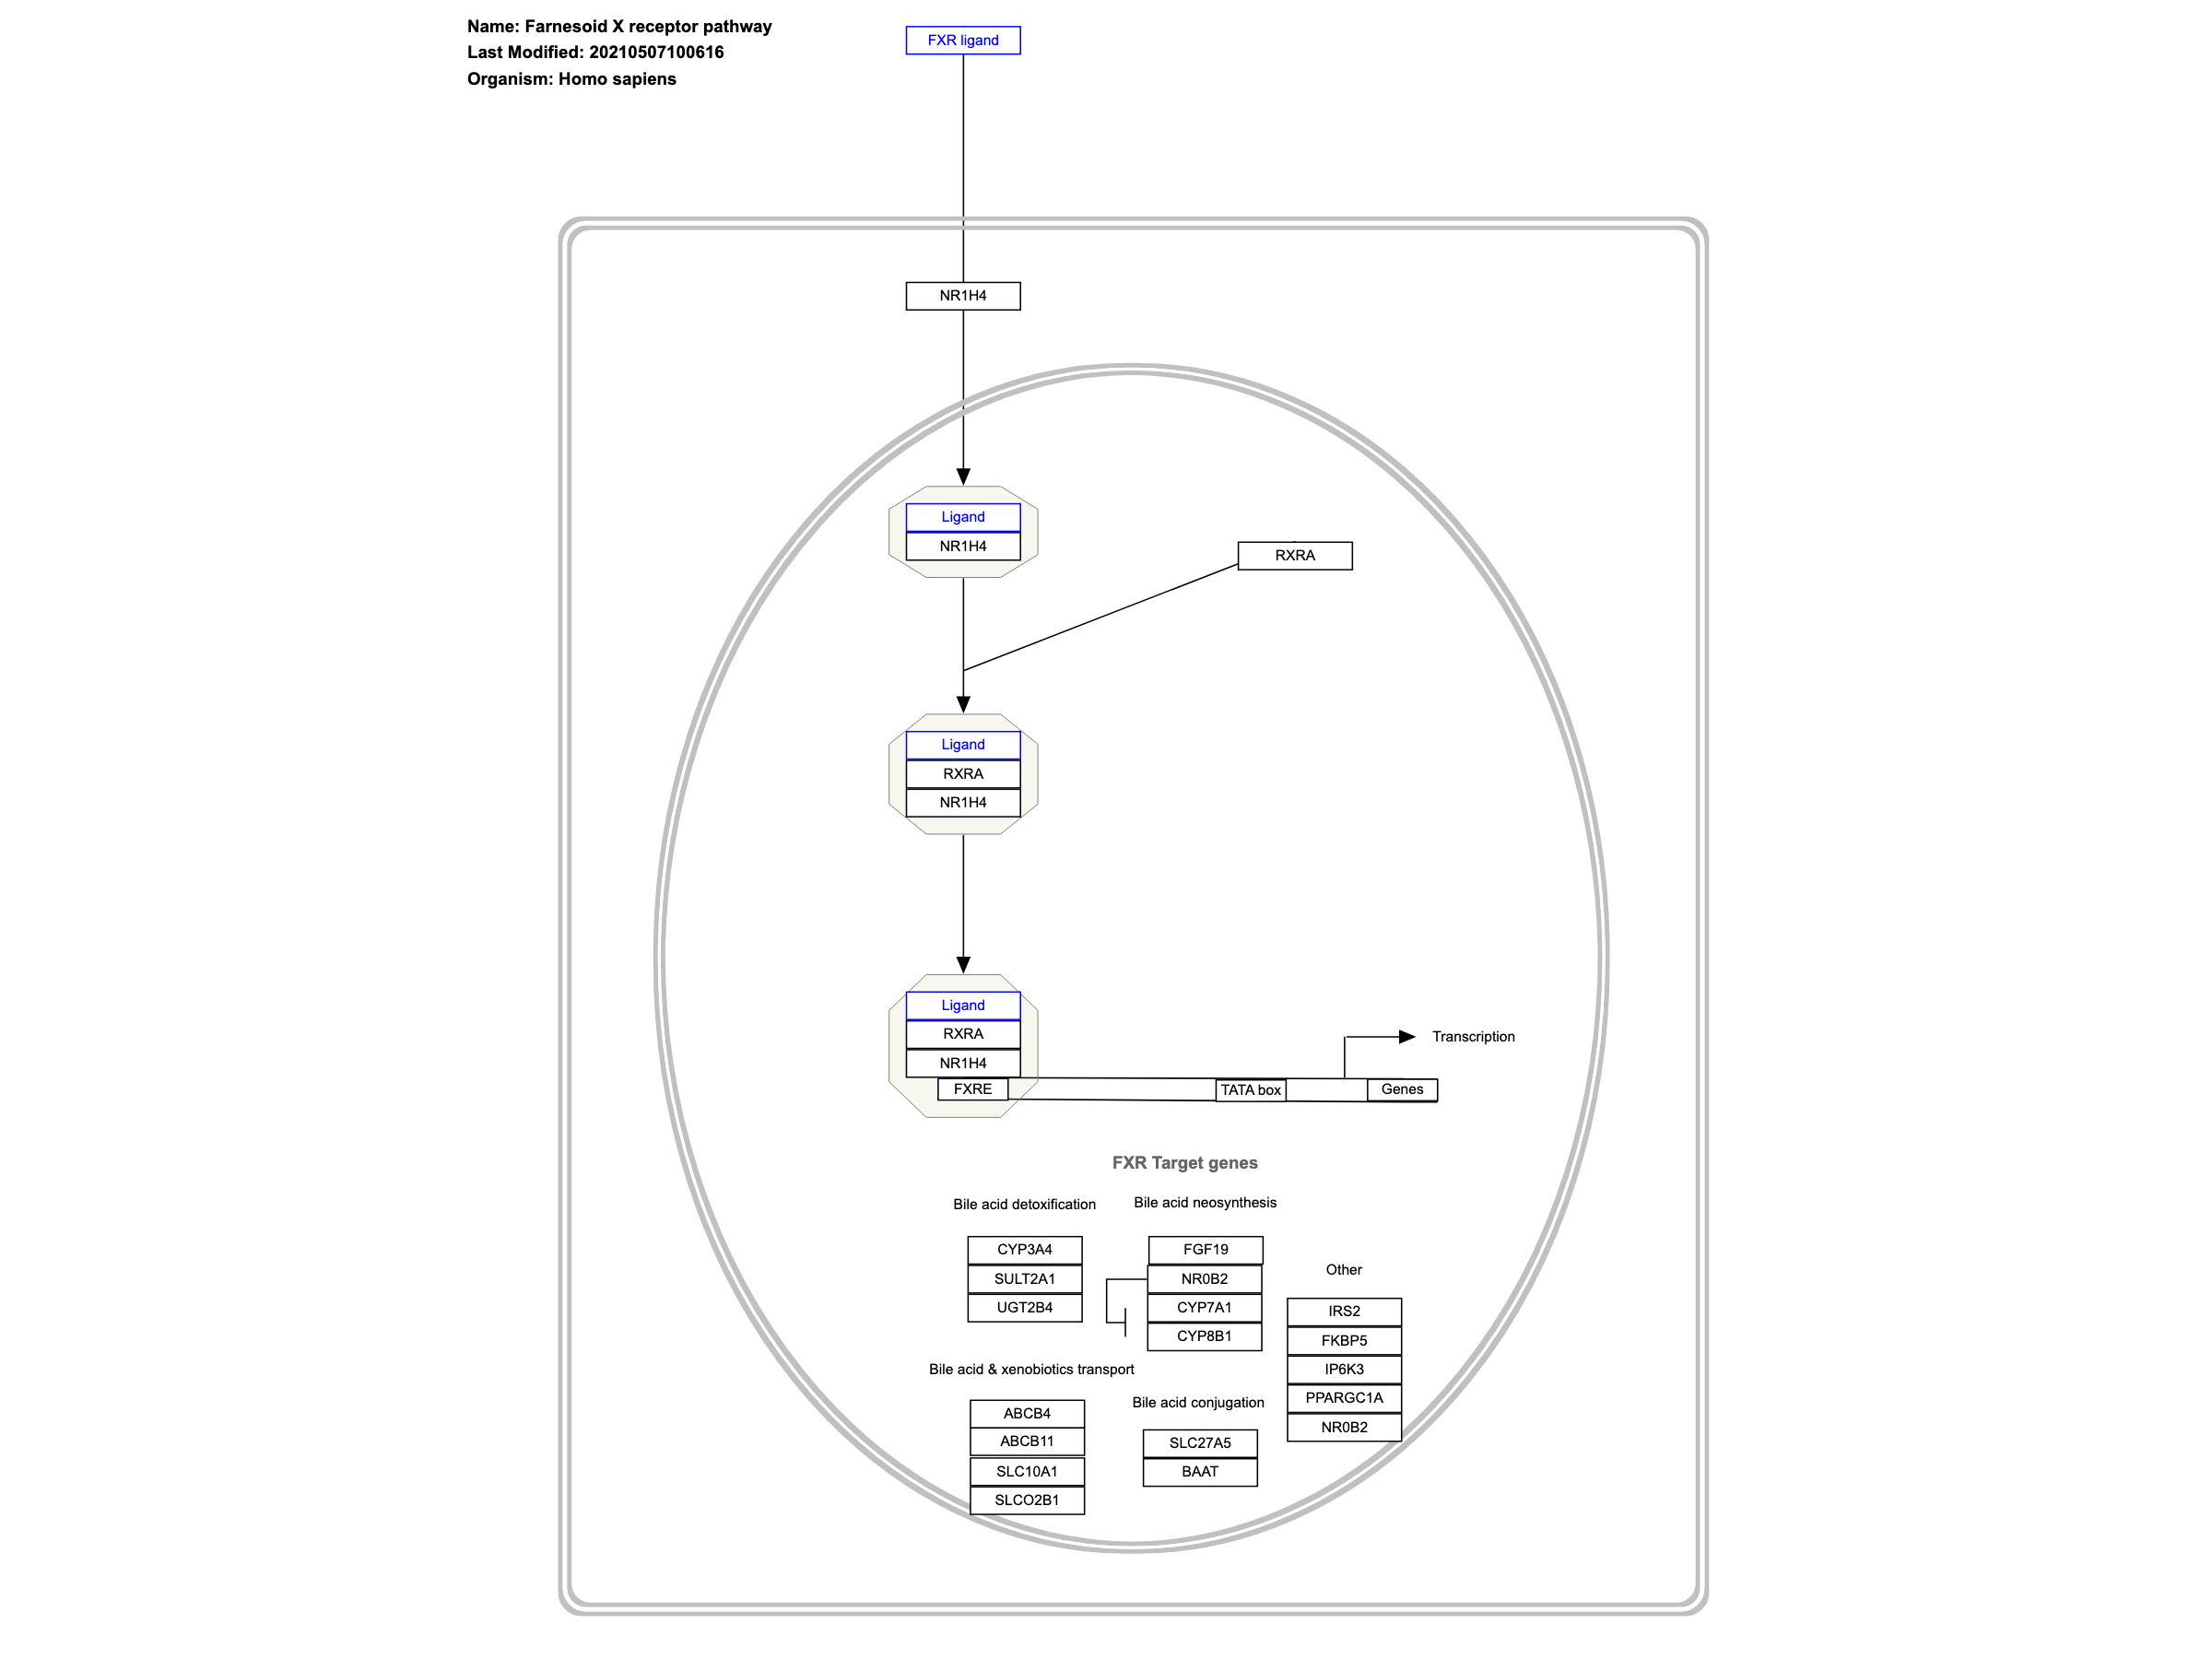 Name: Farnesoid X receptor pathway
Last Modified: 20210507100616
Organism: Homo sapiens
FXR ligand
NR1H4
Ligand
NR1H4
RXRA
Ligand
RXRA
NR1H4
Ligand
RXRA
NR1H4
FXRE
TATA box
Genes
Transcription
FXR Target genes
Bile acid detoxification
CYP3A4
SULT2A1
UGT2B4
Bile acid neosynthesis
FGF19
NR0B2
CYP7A1
CYP8B1
Other
IRS2
FKBP5
IP6K3
PPARGC1A
NR0B2
Bile acid & xenobiotics transport
ABCB4
ABCB11
SLC10A1
SLCO2B1
Bile acid conjugation
SLC27A5
BAAT